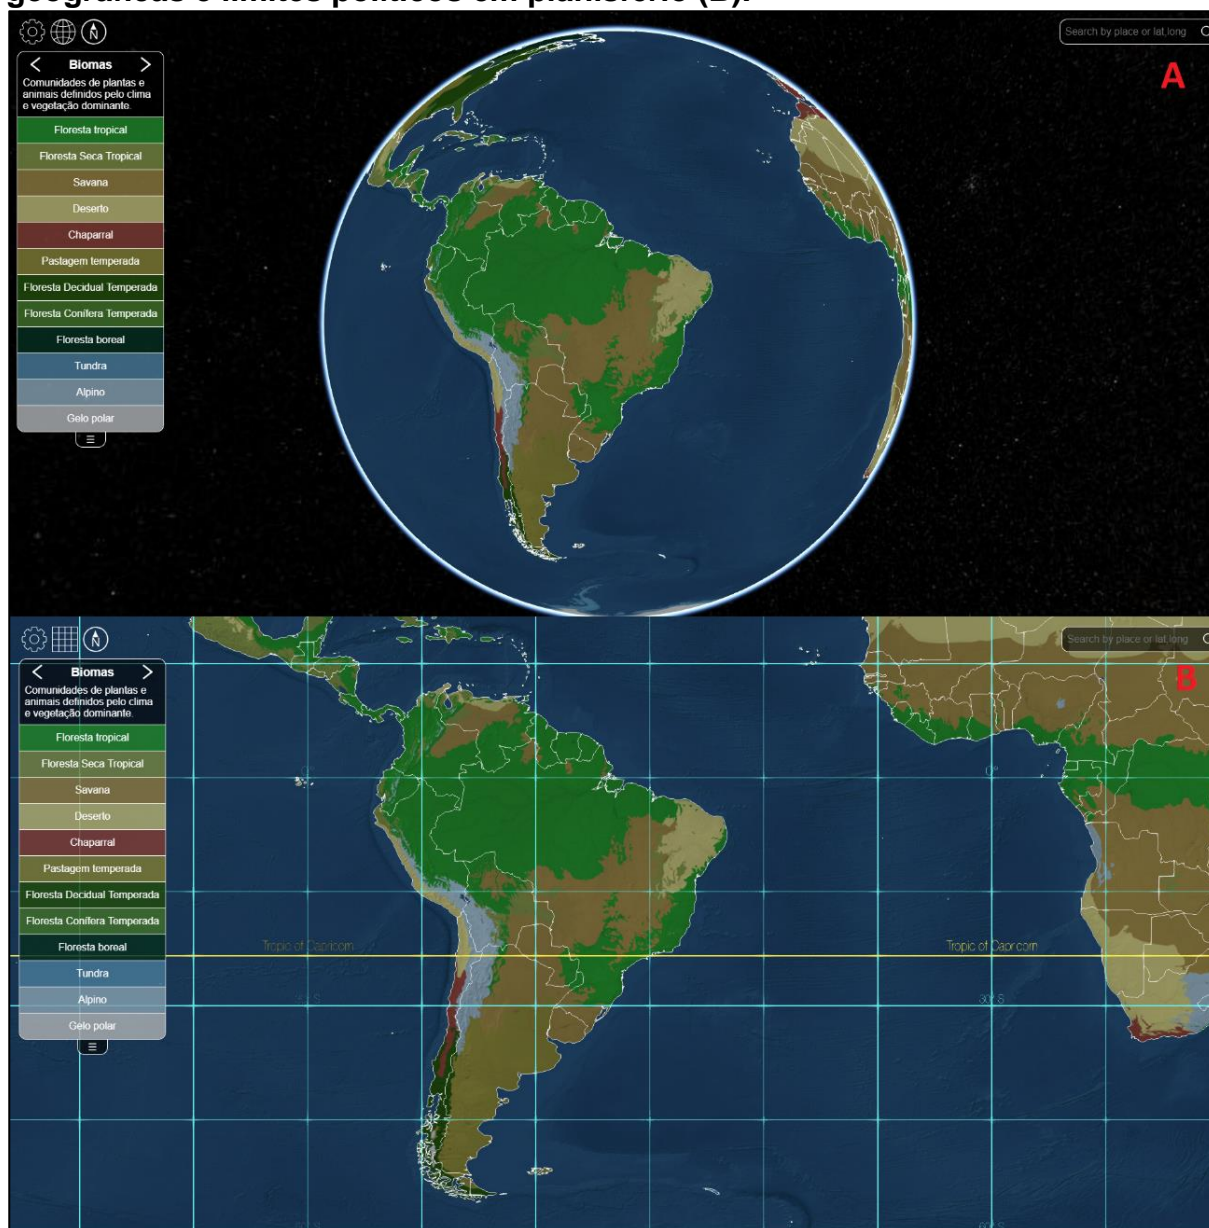 geográficas e limites políticos em planisfério (B).
Search by place or lat,long
A
Biomas
Comunidades de plantas e
animais definidos pelo clima
e vegetação dominante.
Floresta tropical
Floresta Seca Tropical
Savana
Deserto
Chaparral
Pastagem temperada
Floresta Decidual Temperada
Floresta Conífera Temperada
Floresta boreal
Tundra
Alpino
Gelo polar
N
Search by place or lat,long
B
Biomas
Comunidades de plantas e
animais definidos pelo clima
e vegetação dominante.
Floresta tropical
Floresta Seca Tropical
Savana
Deserto
Chaparral
Pastagem temperada
Floresta Decidual Temperada
Floresta Conífera Temperada
Floresta boreal
Tundra
Alpino
Gelo polar
N
0°
0°
Tropic of Capricorn
Tropic of Capricorn
30° S